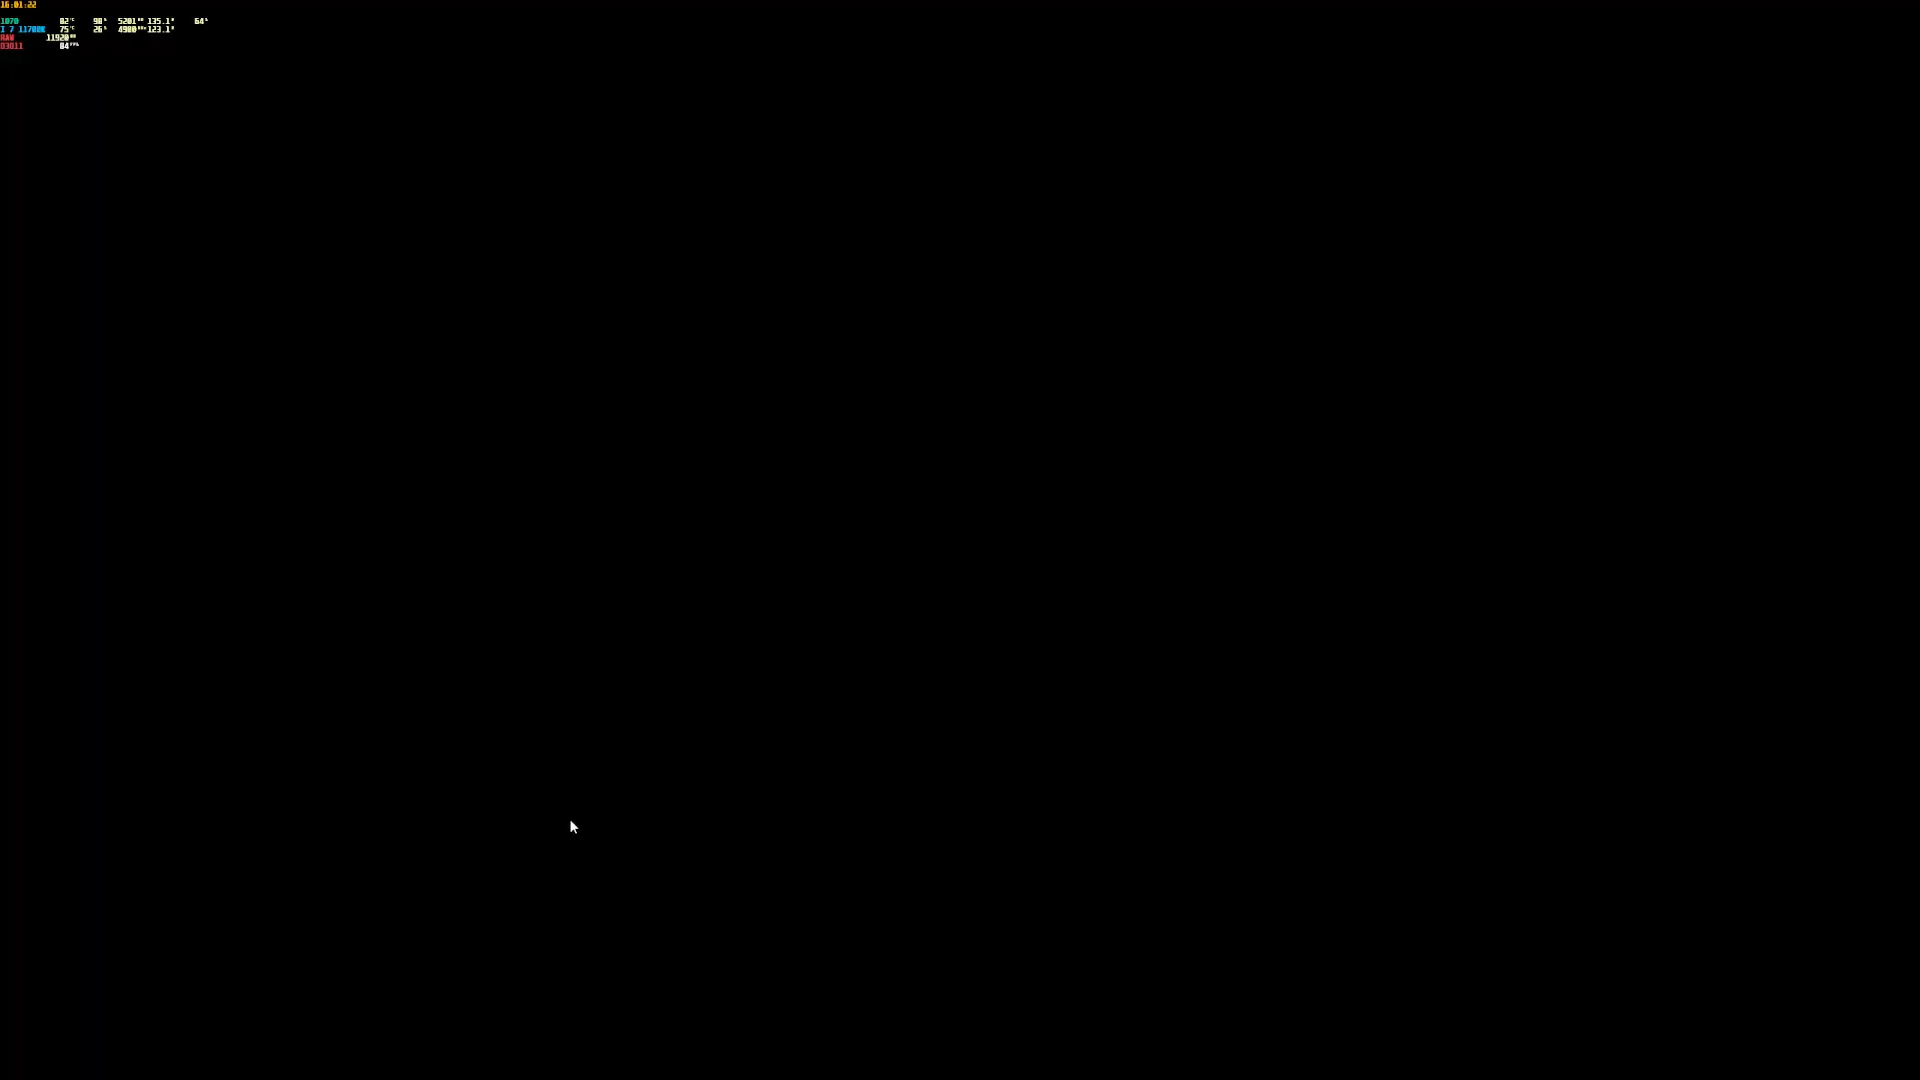 16:01:22
1070 82°C 98% 5201MB 135.1W 64%
I 7 11700K 75°C 26% 4980MHz 123.1W
RAM 11920MB
D3D11 84FPS